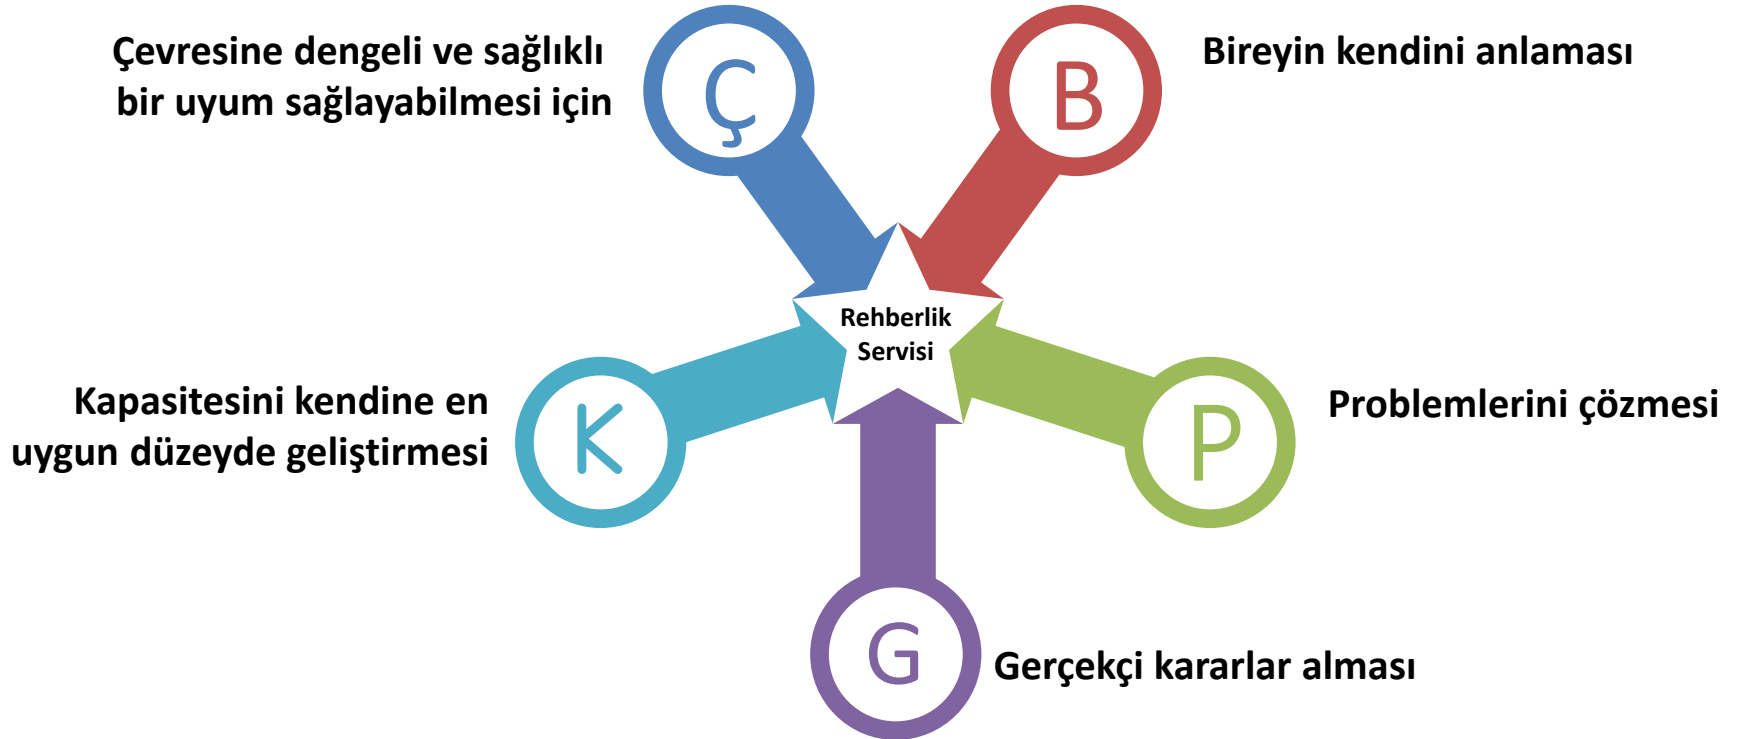 Çevresine dengeli ve sağlıklı
bir uyum sağlayabilmesi için
Ç
B
Bireyin kendini anlaması
Rehberlik
Servisi
Kapasitesini kendine en
uygun düzeyde geliştirmesi
K
P
Problemlerini çözmesi
G
Gerçekçi kararlar alması